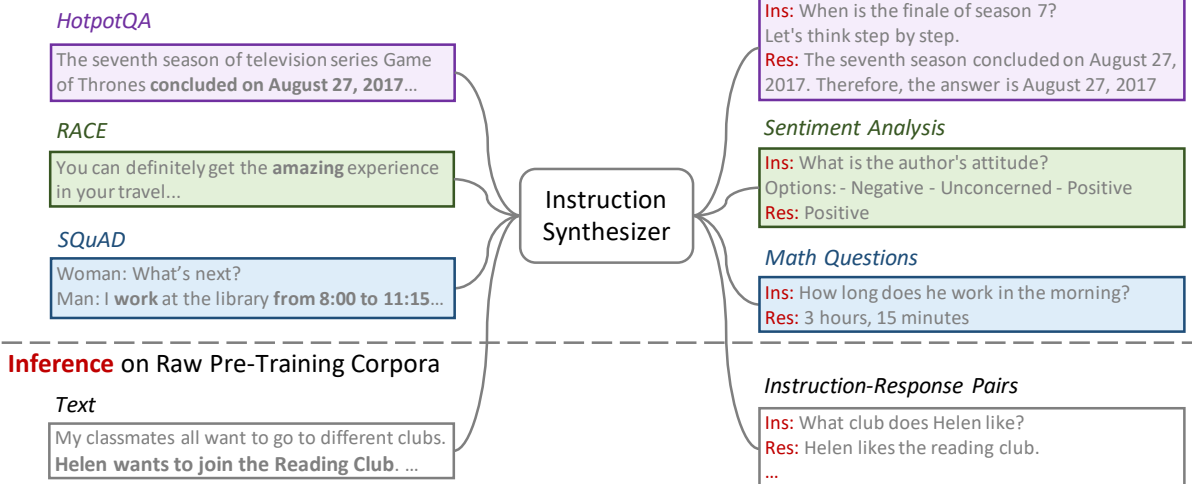 HotpotQA
The seventh season of television series Game
of Thrones concluded on August 27, 2017...
RACE
You can definitely get the amazing experience
in your travel...
SQuAD
Woman: What's next?
Man: I work at the library from 8:00 to 11:15...
Instruction
Synthesizer
Ins: When is the finale of season 7?
Let's think step by step.
Res: The seventh season concluded on August 27,
2017. Therefore, the answer is August 27, 2017
Sentiment Analysis
Ins: What is the author's attitude?
Options: - Negative - Unconcerned - Positive
Res: Positive
Math Questions
Ins: How long does he work in the morning?
Res: 3 hours, 15 minutes
Inference on Raw Pre-Training Corpora
Text
My classmates all want to go to different clubs.
Helen wants to join the Reading Club. ...
Instruction-Response Pairs
Ins: What club does Helen like?
Res: Helen likes the reading club.
...